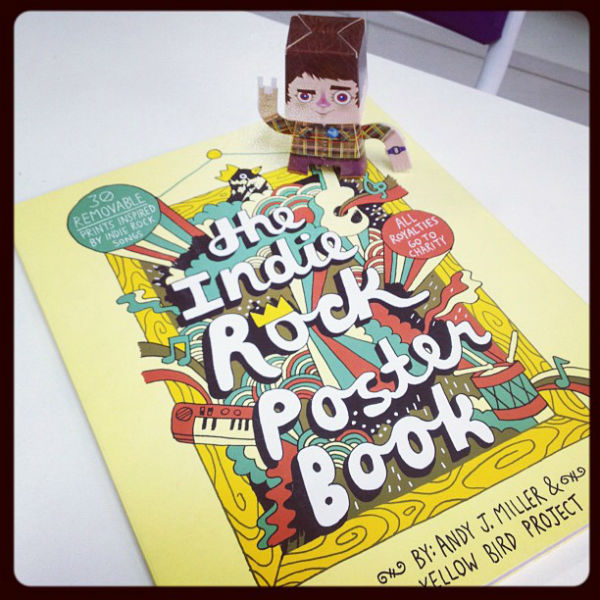 30
REMOVABLE
PRINTS INSPIRED
BY INDIE ROCK
SONGS
ALL
ROYALTIES
GO TO
CHARITY
the
Indie
Rock
Poster
Book
BY: ANDY J. MILLER &
YELLOW BIRD PROJECT